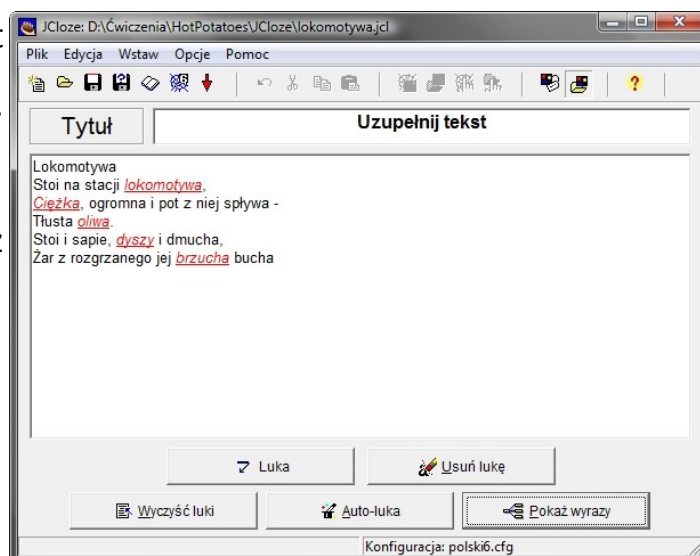 JCloze: D:\Ćwiczenia\HotPotatoes\JCloze\lokomotywa.jcl
Plik Edycja Wstaw Opcje Pomoc
Tytuł Uzupełnij tekst
Lokomotywa
Stoi na stacji lokomotywa,
Ciężka, ogromna i pot z niej spływa -
Tłusta oliwa.
Stoi i sapie, dyszy i dmucha,
Żar z rozgrzanego jej brzucha bucha
Luka Usuń lukę
Wyczyść luki Auto-luka Pokaż wyrazy
Konfiguracja: polski6.cfg